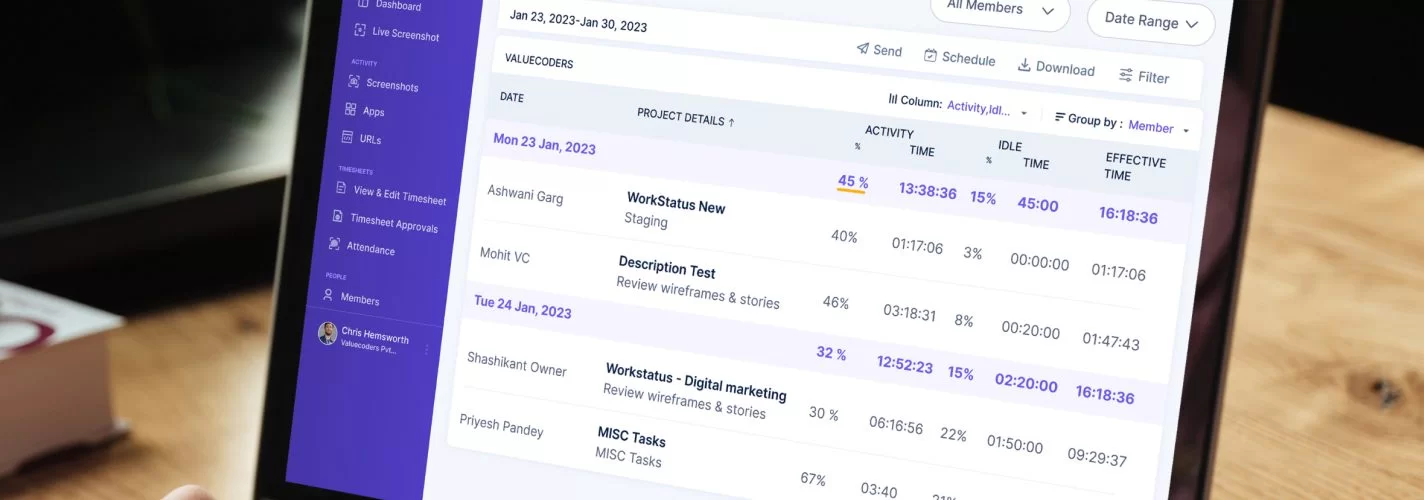 Dashboard
Live Screenshot
ACTIVITY
Screenshots
Apps
URLs
TIMESHEETS
View & Edit Timesheet
Timesheet Approvals
Attendance
PEOPLE
Members
Chris Hemsworth
Valuecoders Pvt...
All Members
Date Range
Jan 23, 2023-Jan 30, 2023
Send
Schedule
Download
Filter
VALUECODERS
Column: Activity,Idl...
Group by : Member
DATE
PROJECT DETAILS ↑
ACTIVITY
% TIME
IDLE
% TIME
EFFECTIVE
TIME
Mon 23 Jan, 2023
45 % 13:38:36 15% 45:00 16:18:36
Ashwani Garg
WorkStatus New
Staging
40% 01:17:06 3% 00:00:00 01:17:06
Mohit VC
Description Test
Review wireframes & stories
46% 03:18:31 8% 00:20:00 01:47:43
Tue 24 Jan, 2023
32 % 12:52:23 15% 02:20:00 16:18:36
Shashikant Owner
Workstatus - Digital marketing
Review wireframes & stories
30 % 06:16:56 22% 01:50:00 09:29:37
Priyesh Pandey
MISC Tasks
MISC Tasks
67% 03:40